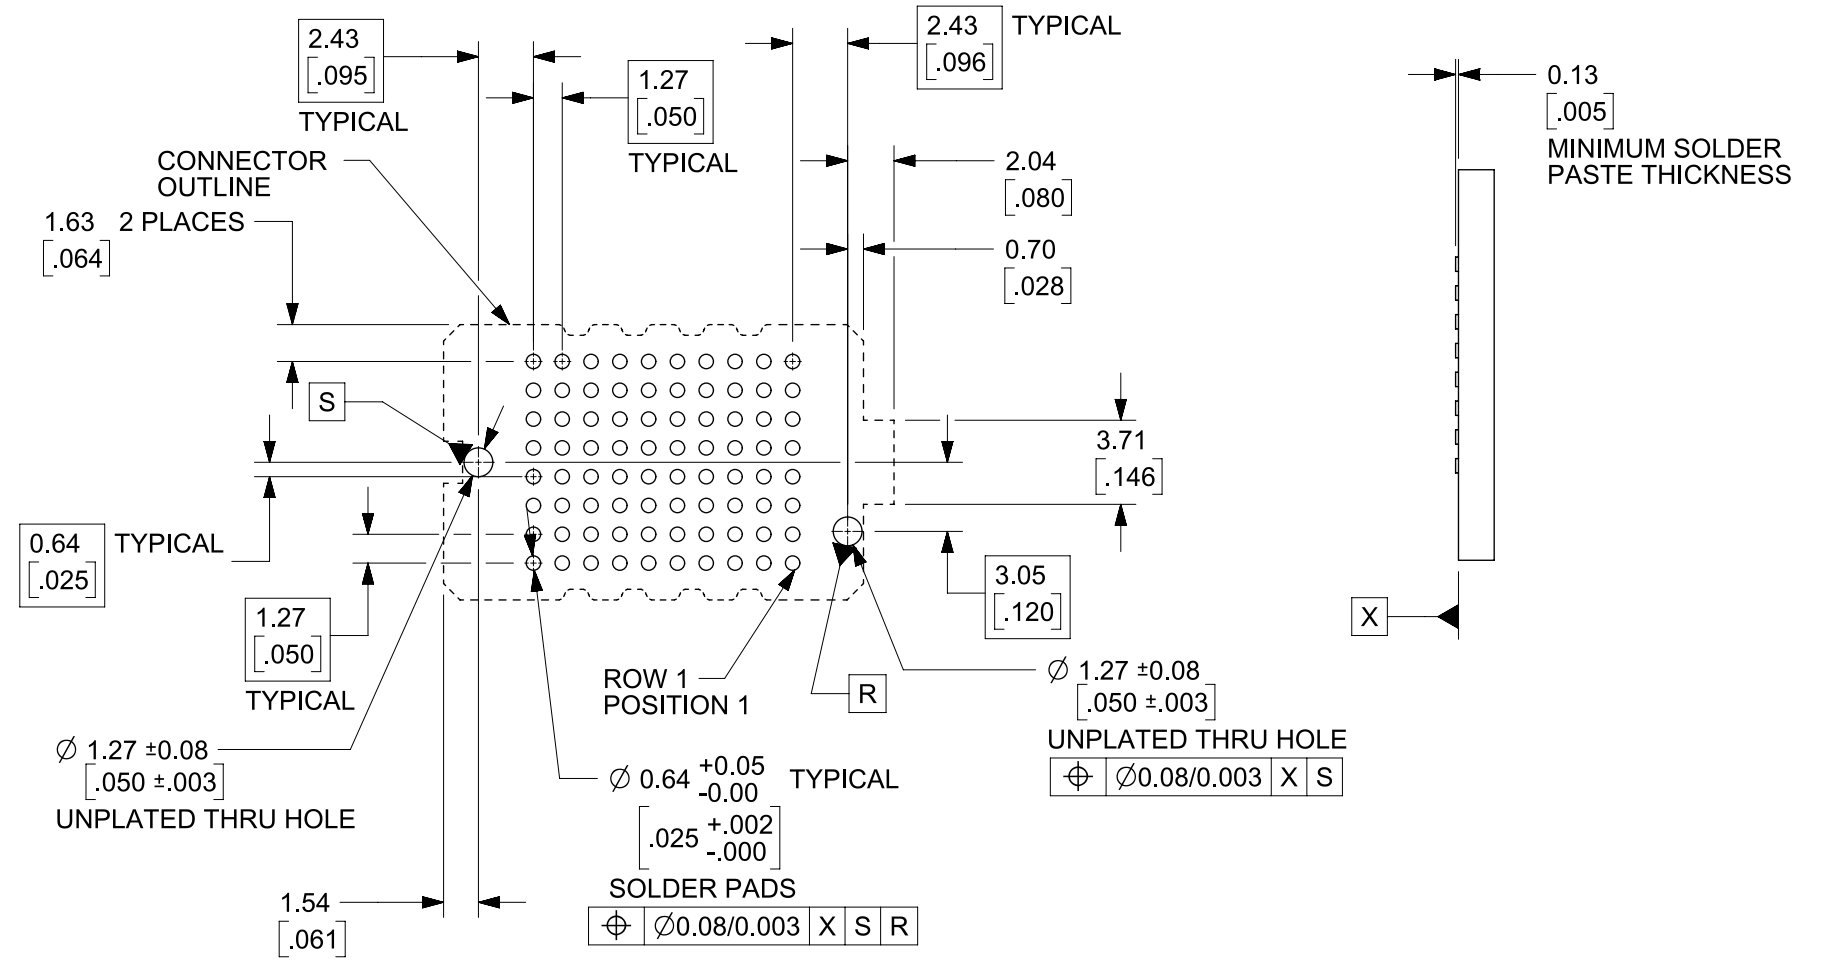 2.43
[.095]
TYPICAL
1.27
[.050]
TYPICAL
2.43 TYPICAL
[.096]
0.13
[.005]
MINIMUM SOLDER
PASTE THICKNESS
CONNECTOR
OUTLINE
1.63 2 PLACES
[.064]
2.04
[.080]
0.70
[.028]
S
3.71
[.146]
0.64 TYPICAL
[.025]
1.27
[.050]
TYPICAL
3.05
[.120]
X
ROW 1
POSITION 1
R
∅ 1.27 ±0.08
[.050 ±.003]
UNPLATED THRU HOLE
∅ 1.27 ±0.08
[.050 ±.003]
UNPLATED THRU HOLE
⌖ ∅0.08/0.003 X S
∅ 0.64 +0.05 TYPICAL
-0.00
[.025 +.002
-.000]
SOLDER PADS
⌖ ∅0.08/0.003 X S R
1.54
[.061]